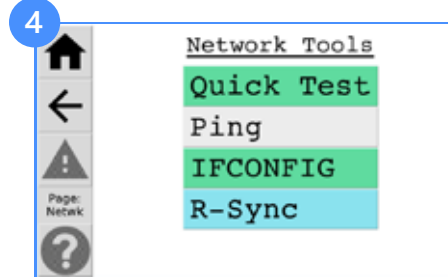 4
Network Tools
Quick Test
Ping
IFCONFIG
R-Sync
Page:
Netwk
?